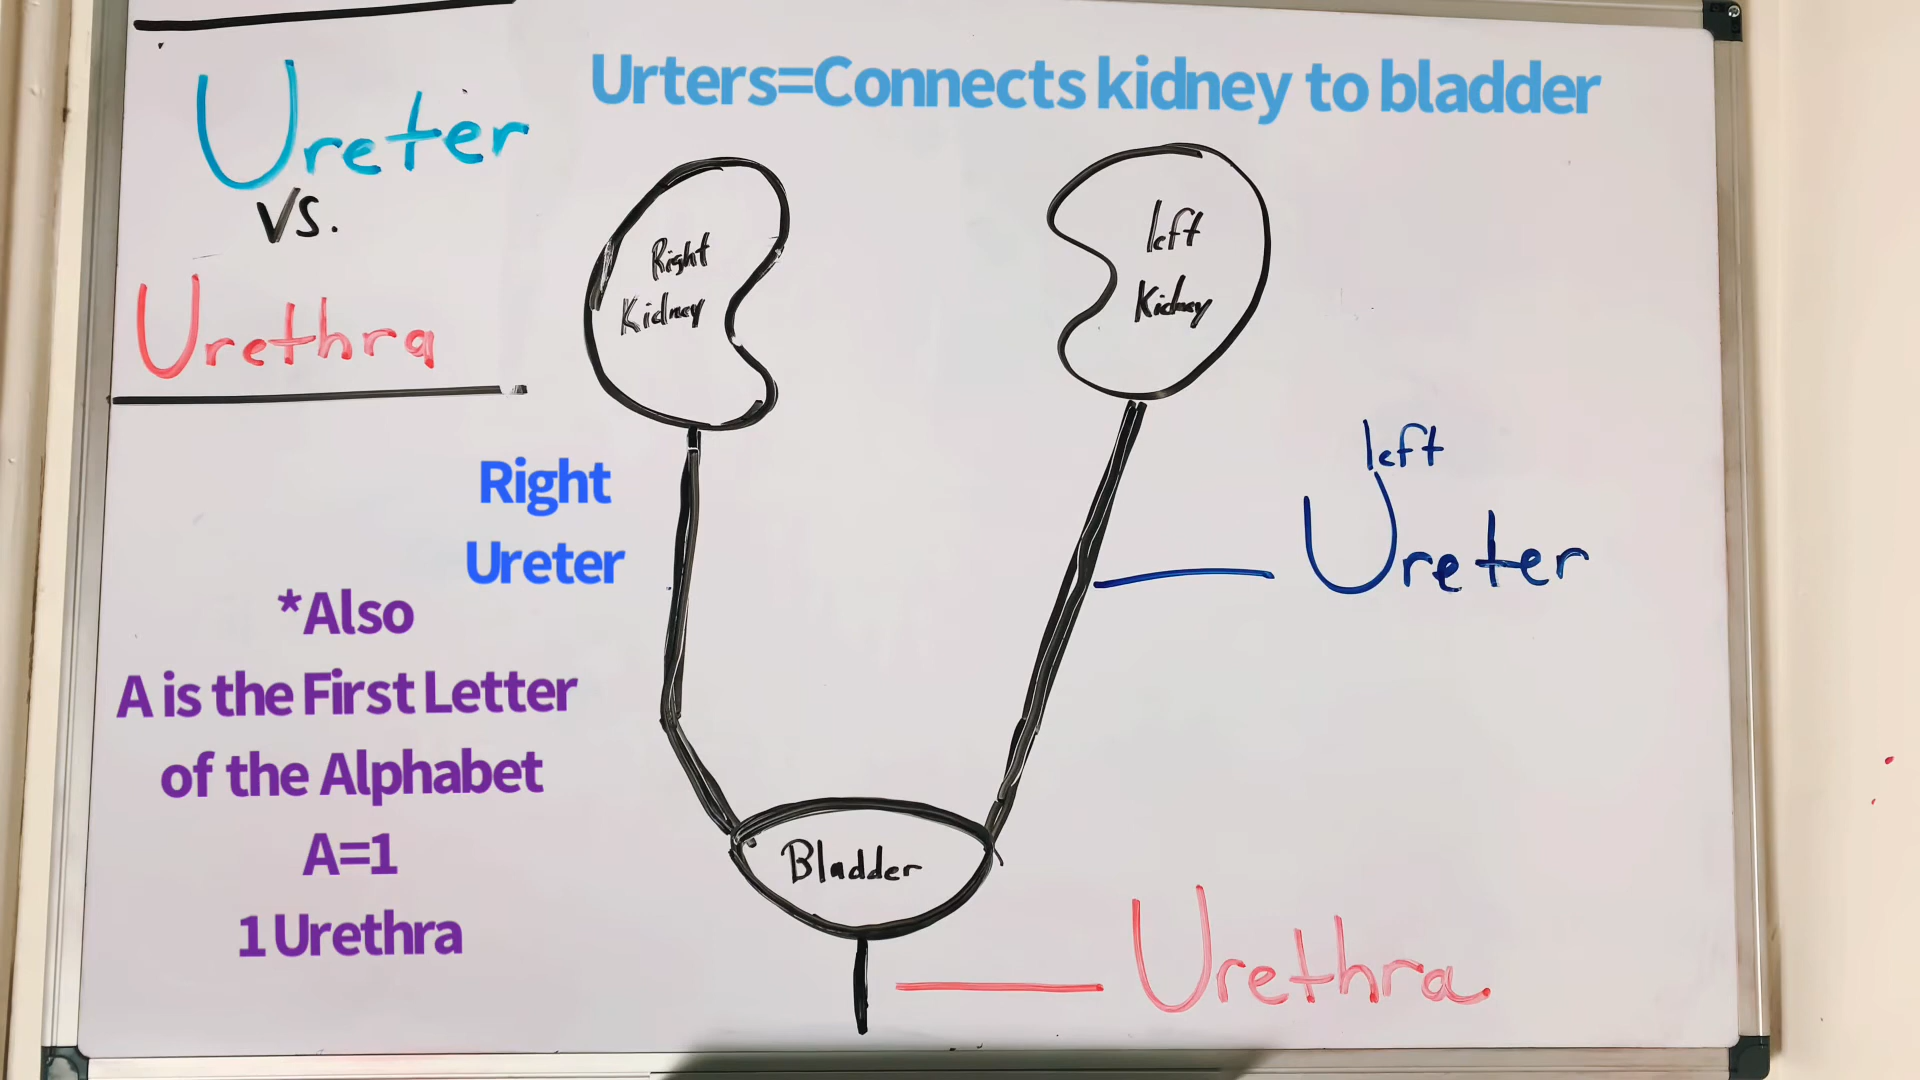 Ureter
vs.
Urethra
Urters=Connects kidney to bladder
Right
Kidney
left
Kidney
Right
Ureter
left
Ureter
*Also
A is the First Letter
of the Alphabet
A=1
1 Urethra
Bladder
Urethra